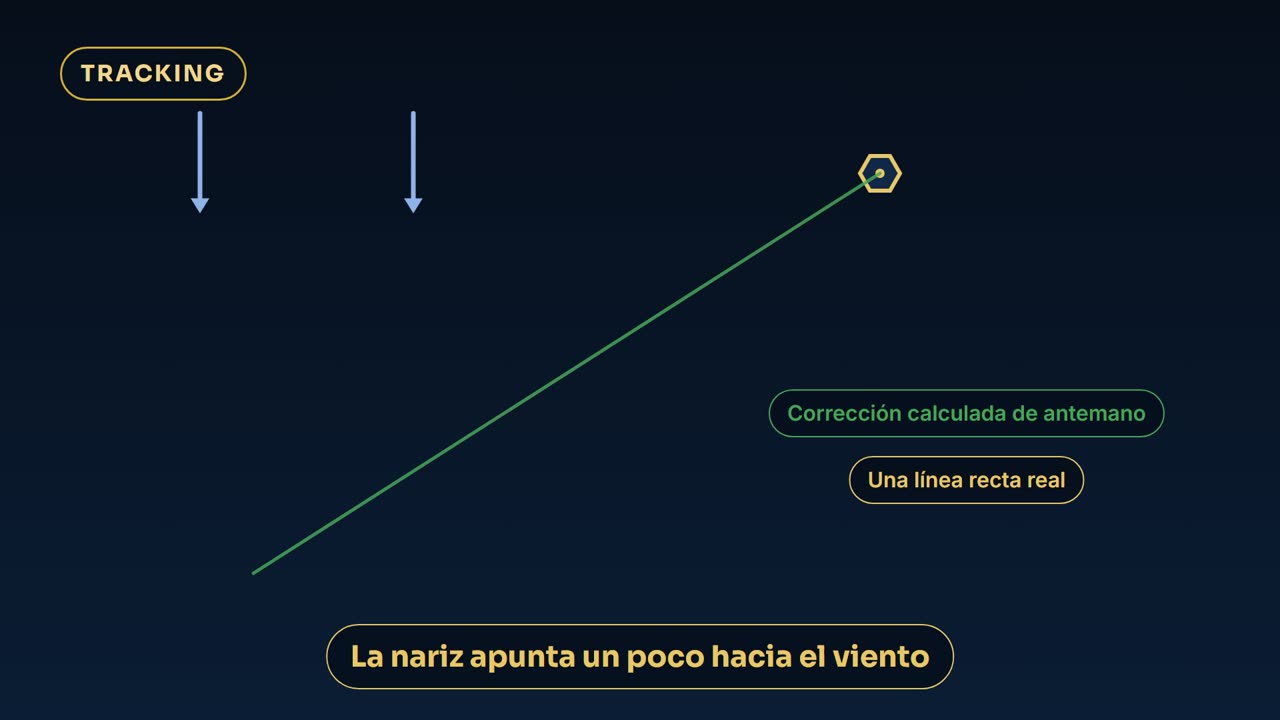 TRACKING
Corrección calculada de antemano
Una línea recta real
La nariz apunta un poco hacia el viento